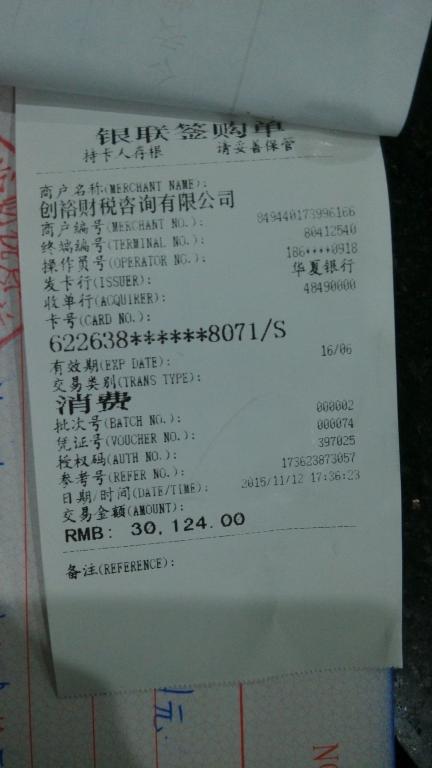 银联签购单
持卡人存根 请妥善保管
商户名称(MERCHANT NAME):
创裕财税咨询有限公司
商户编号(MERCHANT NO.): 849440173996166
终端编号(TERMINAL NO.): 80412540
操作员号(OPERATOR NO.): 186****0918
发卡行(ISSUER): 华夏银行
收单行(ACQUIRER): 48490000
卡号(CARD NO.):
622638******8071/S
有效期(EXP DATE): 16/06
交易类别(TRANS TYPE):
消费
批次号(BATCH NO.): 000002
凭证号(VOUCHER NO.): 000074
授权码(AUTH NO.): 397025
参考号(REFER NO.): 173623873057
日期/时间(DATE/TIME): 2015/11/12 17:36:23
交易金额(AMOUNT):
RMB: 30,124.00
备注(REFERENCE):
元